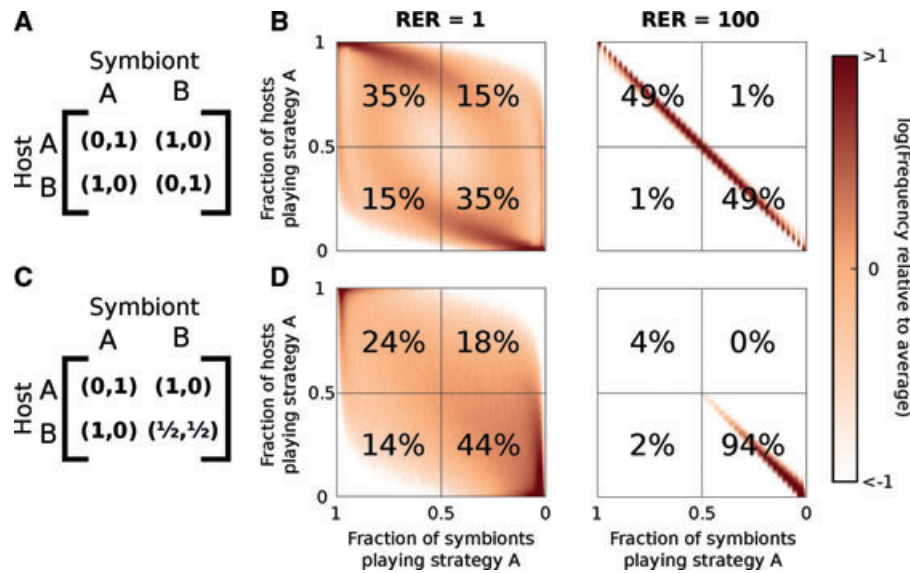 A
Symbiont
A B
Host
A (0,1) (1,0)
B (1,0) (0,1)
B
RER = 1
RER = 100
Fraction of hosts
playing strategy A
1
0.5
0
35% 15%
15% 35%
49% 1%
1% 49%
C
Symbiont
A B
Host
A (0,1) (1,0)
B (1,0) (½,½)
D
Fraction of hosts
playing strategy A
1
0.5
0
24% 18%
14% 44%
4% 0%
2% 94%
1 0.5 0
1 0.5 0
Fraction of symbionts
playing strategy A
Fraction of symbionts
playing strategy A
>1
0
<-1
log(Frequency relative to average)